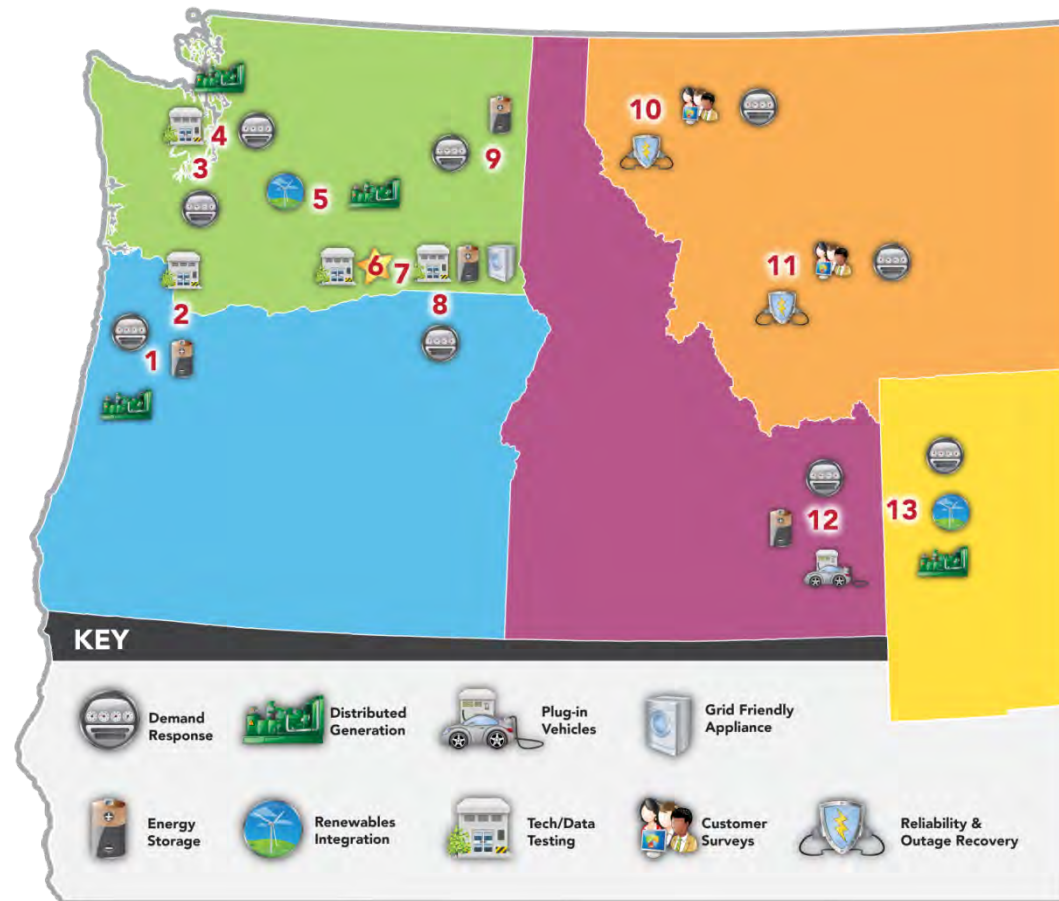 10
4
3
9
5
6
7
11
8
2
1
12
13
KEY
Demand
Response
Distributed
Generation
Plug-in
Vehicles
Grid Friendly
Appliance
Energy
Storage
Renewables
Integration
Tech/Data
Testing
Customer
Surveys
Reliability &
Outage Recovery